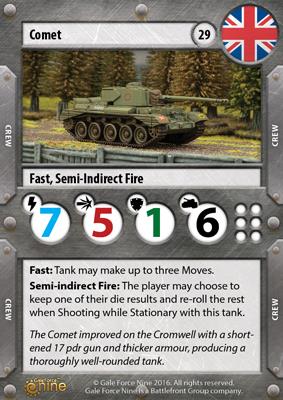 Comet 29
CREW
CREW
Fast, Semi-Indirect Fire
7 5 1 6
Fast: Tank may make up to three Moves.
Semi-indirect Fire: The player may choose to
keep one of their die results and re-roll the rest
when Shooting while Stationary with this tank.
The Comet improved on the Cromwell with a short-
ened 17 pdr gun and thicker armour, producing a
thoroughly well-rounded tank.
CREW
CREW
Gale Force
nine
© Gale Force Nine 2016. All rights reserved.
Gale Force Nine is a Battlefront Group company.